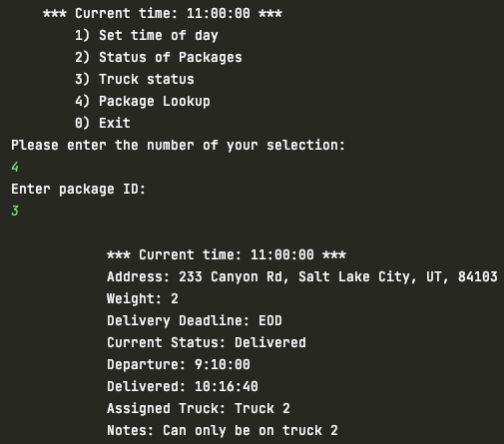 *** Current time: 11:00:00 ***
1) Set time of day
2) Status of Packages
3) Truck status
4) Package Lookup
0) Exit
Please enter the number of your selection:
4
Enter package ID:
3
*** Current time: 11:00:00 ***
Address: 233 Canyon Rd, Salt Lake City, UT, 84103
Weight: 2
Delivery Deadline: EOD
Current Status: Delivered
Departure: 9:10:00
Delivered: 10:16:40
Assigned Truck: Truck 2
Notes: Can only be on truck 2